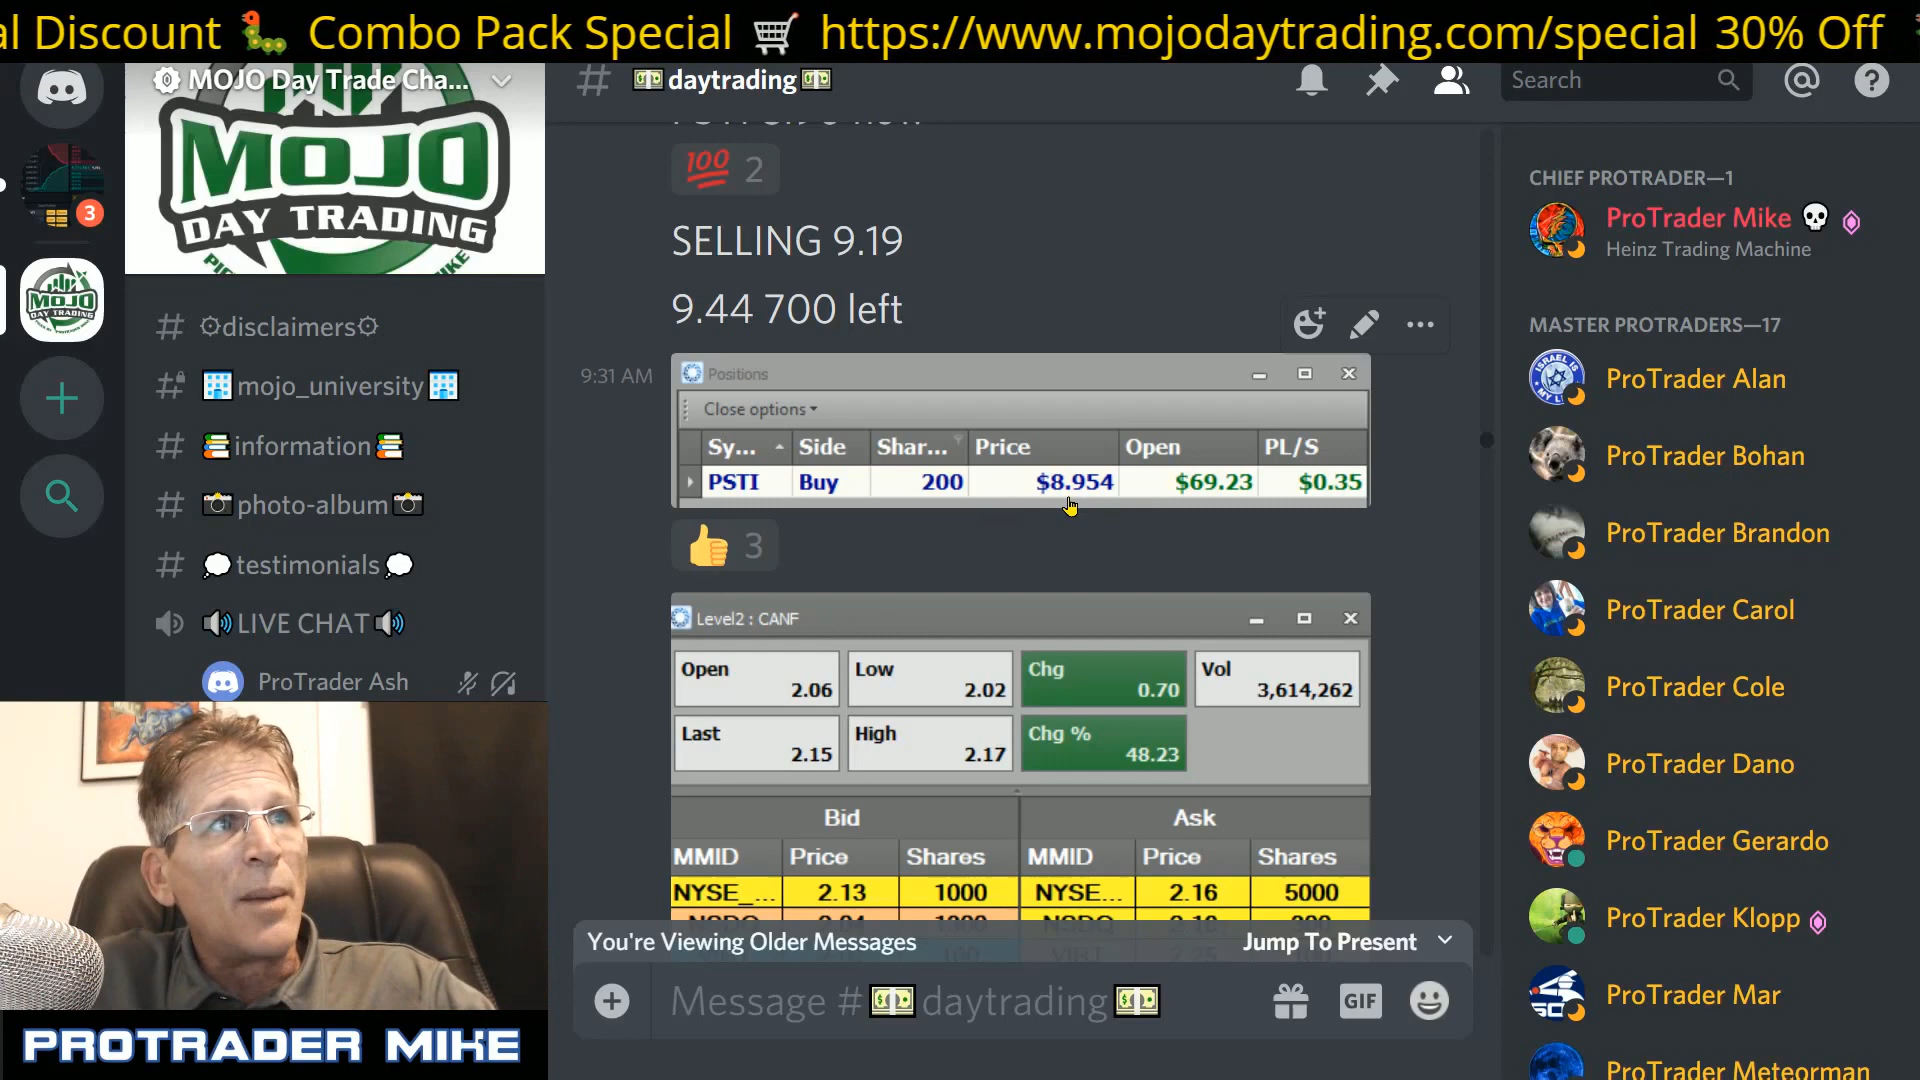 al Discount 🐛 Combo Pack Special 🛒 https://www.mojodaytrading.com/special 30% Off
MOJO Day Trade Cha...
MOJO
DAY TRADING
3
MOJO
DAY TRADING
disclaimers
mojo_university
information
photo-album
testimonials
LIVE CHAT
ProTrader Ash
PROTRADER MIKE
# 💵daytrading💵
Search
💯 2
SELLING 9.19
9.44 700 left
9:31 AM
Positions
Close options
Sy... Side Shar... Price Open PL/S
PSTI Buy 200 $8.954 $69.23 $0.35
👍 3
Level2 : CANF
Open 2.06 Low 2.02 Chg 0.70 Vol 3,614,262
Last 2.15 High 2.17 Chg % 48.23
Bid Ask
MMID Price Shares MMID Price Shares
NYSE_... 2.13 1000 NYSE... 2.16 5000
You're Viewing Older Messages Jump To Present
Message #💵daytrading💵
GIF
CHIEF PROTRADER—1
ProTrader Mike
Heinz Trading Machine
MASTER PROTRADERS—17
ProTrader Alan
ProTrader Bohan
ProTrader Brandon
ProTrader Carol
ProTrader Cole
ProTrader Dano
ProTrader Gerardo
ProTrader Klopp
ProTrader Mar
ProTrader Meteorman